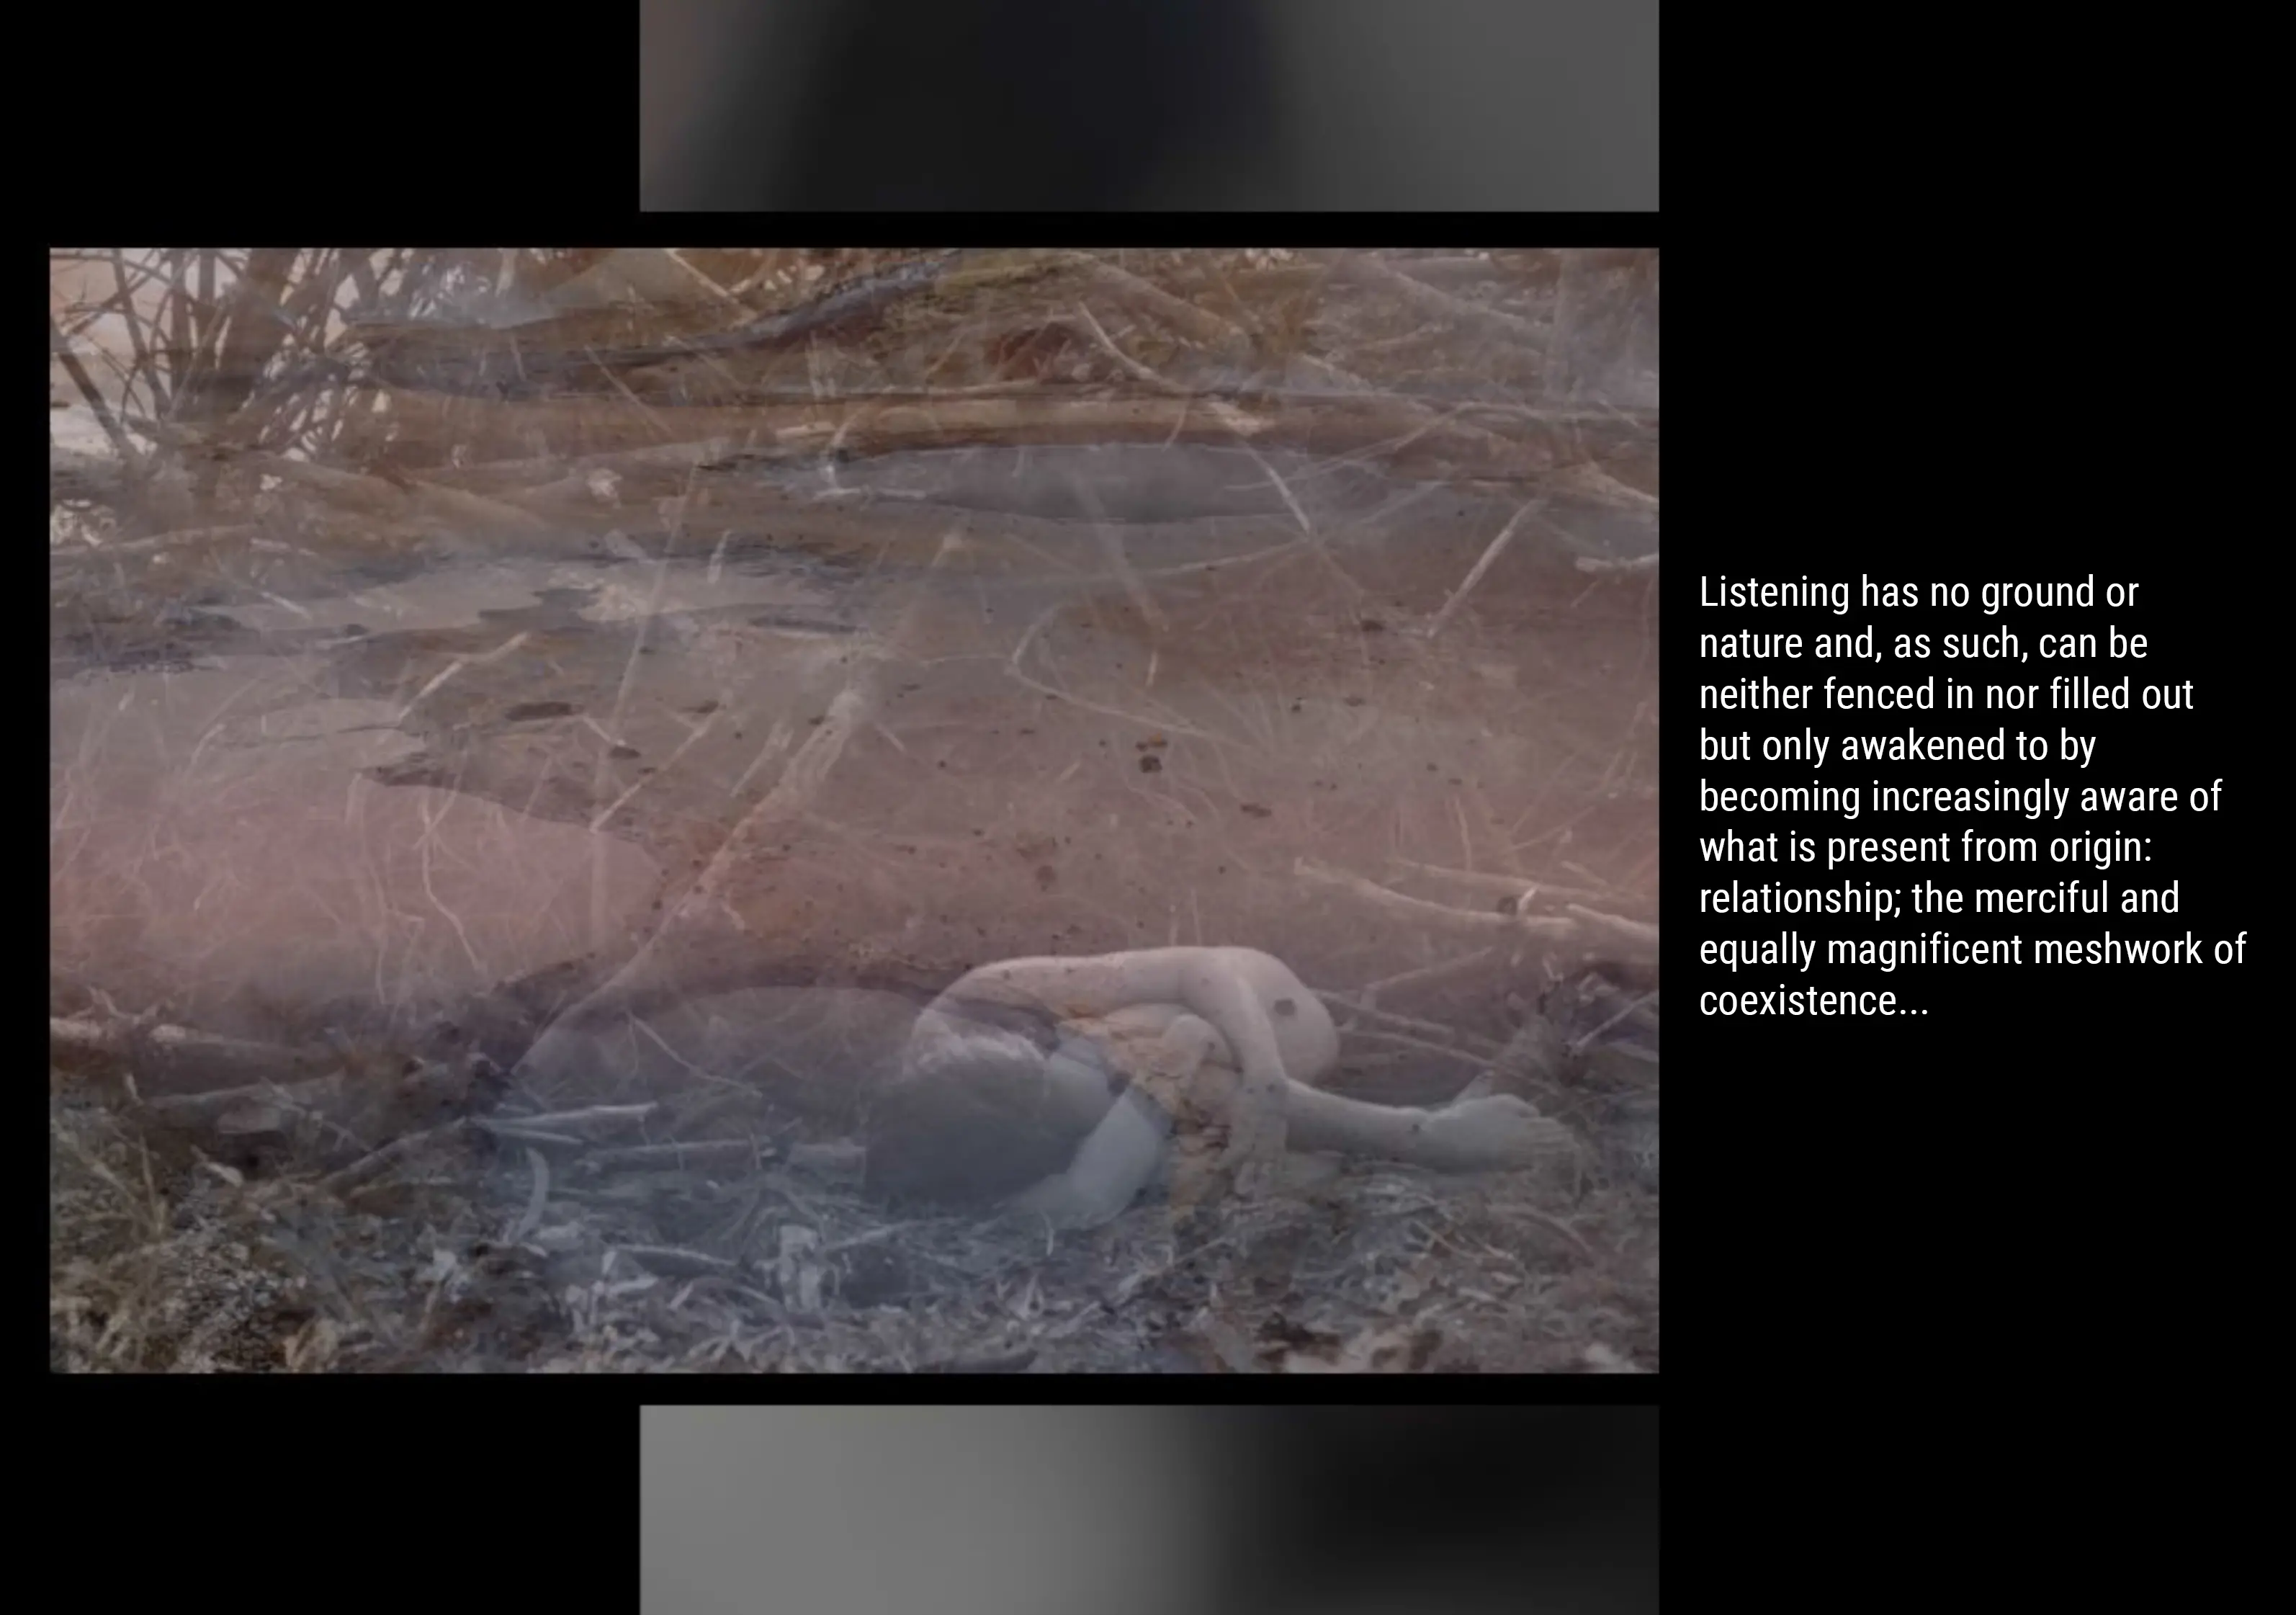 Listening has no ground or
nature and, as such, can be
neither fenced in nor filled out
but only awakened to by
becoming increasingly aware of
what is present from origin:
relationship; the merciful and
equally magnificent meshwork of
coexistence...